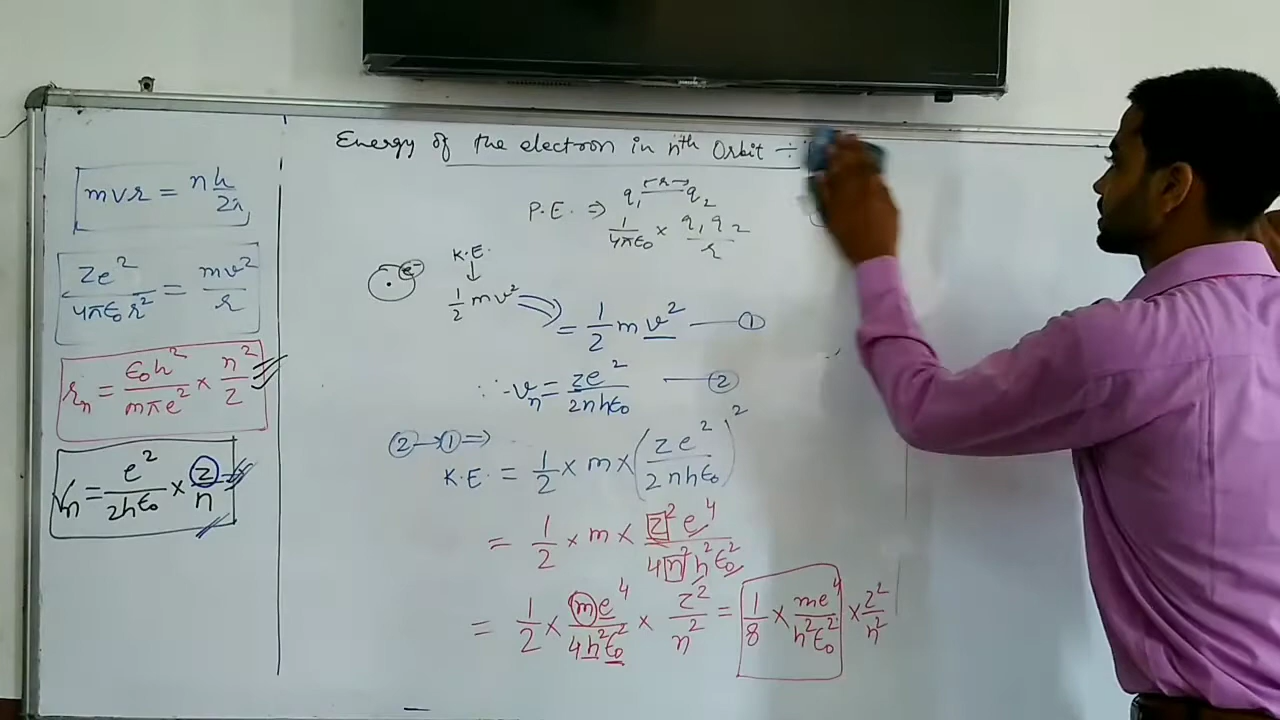 mvr = nh/2π
Ze²/4πε₀r² = mv²/r
rₙ = ε₀h²/mπe² × n²/Z
Vₙ = e²/2hε₀ × Z/n
Energy of the electron in nth Orbit :-
P.E. ⇒ q₁ ←r→ q₂
1/4πε₀ × q₁q₂/r
e⁻
K.E.
↓
1/2 mv²
= 1/2 mv² — ①
∵ vₙ = Ze²/2nhε₀ — ②
② → ① ⇒
K.E. = 1/2 × m × (Ze²/2nhε₀)²
= 1/2 × m × Z²e⁴/4n²h²ε₀²
= 1/2 × me⁴/4h²ε₀² × Z²/n² = 1/8 × me⁴/h²ε₀² × Z²/n²